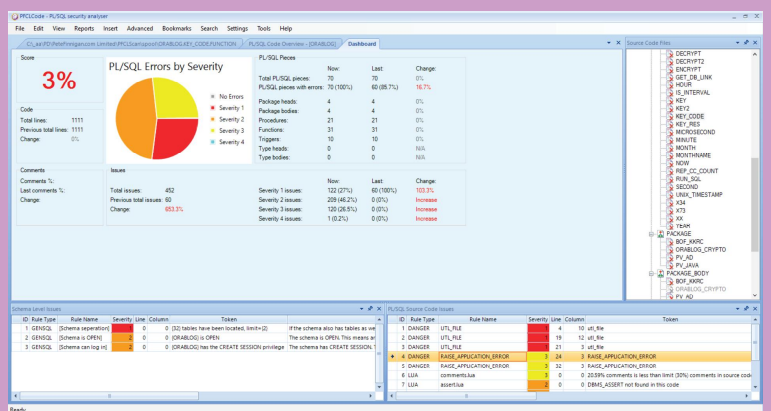 PFCLCode - PL/SQL security analyser
File Edit View Reports Insert Advanced Bookmarks Search Settings Tools Help
C:\_aa\PD\PeteFinnigan.com Limited\PFCLScan\spool\ORABLOG.KEY_CODE.FUNCTION PL/SQL Code Overview - [ORABLOG] Dashboard
Source Code Files
Score
3%
Code
Total lines: 1111
Previous total lines: 1111
Change: 0%
PL/SQL Errors by Severity
No Errors
Severity 1
Severity 2
Severity 3
Severity 4
PL/SQL Pieces
Now: Last: Change:
Total PL/SQL pieces: 70 70 0%
PL/SQL pieces with errors: 70 (100%) 60 (85.7%) 16.7%
Package heads: 4 4 0%
Package bodies: 4 4 0%
Procedures: 21 21 0%
Functions: 31 31 0%
Triggers: 10 10 0%
Type heads: 0 0 N/A
Type bodies: 0 0 N/A
Comments
Comments %:
Last comments %:
Change:
Issues
Total issues: 452
Previous total issues: 60
Change: 653.3%
Now: Last: Change:
Severity 1 issues: 122 (27%) 60 (100%) 103.3%
Severity 2 issues: 209 (46.2%) 0 (0%) Increase
Severity 3 issues: 120 (26.5%) 0 (0%) Increase
Severity 4 issues: 1 (0.2%) 0 (0%) Increase
DECRYPT
DECRYPT2
ENCRYPT
GET_DB_LINK
HOUR
IS_INTERVAL
KEY
KEY2
KEY_CODE
KEY_RES
MICROSECOND
MINUTE
MONTH
MONTHNAME
NOW
REP_CC_COUNT
RUN_SQL
SECOND
UNIX_TIMESTAMP
X34
X73
XX
YEAR
PACKAGE
BOF_KKRC
ORABLOG_CRYPTO
PV_AD
PV_JAVA
PACKAGE_BODY
BOF_KKRC
ORABLOG_CRYPTO
PV_AD
Schema Level Issues
ID Rule Type Rule Name Severity Line Column Token
1 GENSQL [Schema seperation] 1 0 0 (32) tables have been located, limit=(2) If the schema also has tables as we
2 GENSQL [Schema is OPEN] 2 0 0 (ORABLOG) is OPEN The schema is OPEN. This means an
3 GENSQL [Schema can log in] 2 0 0 (ORABLOG) has the CREATE SESSION privilege The schema has CREATE SESSION.
PL/SQL Source Code Issues
ID Rule Type Rule Name Severity Line Column Token
1 DANGER UTL_FILE 1 4 10 utl_file
2 DANGER UTL_FILE 1 19 12 utl_file
3 DANGER UTL_FILE 1 21 3 utl_file
4 DANGER RAISE_APPLICATION_ERROR 3 24 3 RAISE_APPLICATION_ERROR
5 DANGER RAISE_APPLICATION_ERROR 3 32 3 RAISE_APPLICATION_ERROR
6 LUA comments.lua 3 0 0 20.59% comments is less than limit (30%) comments in source code
7 LUA assert.lua 2 0 0 DBMS_ASSERT not found in this code
Ready